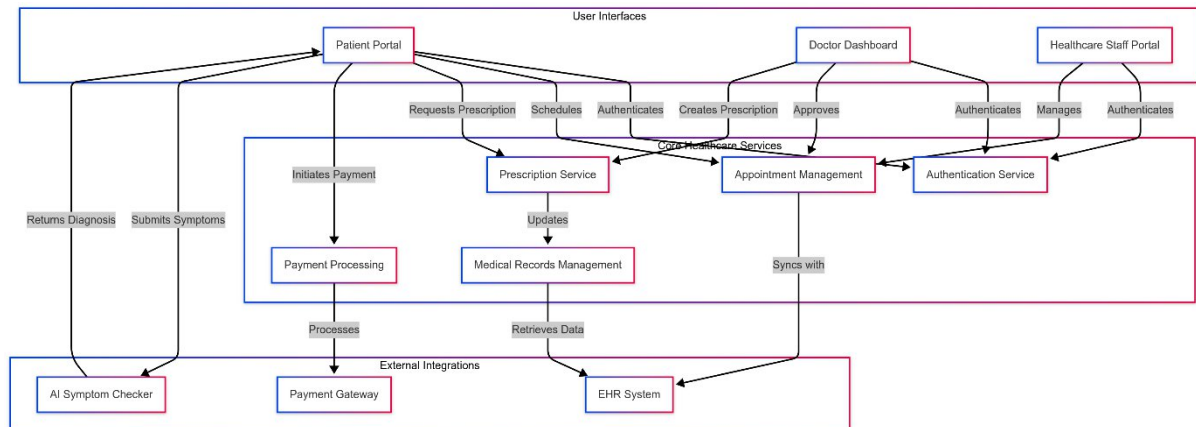 User Interfaces
Patient Portal
Doctor Dashboard
Healthcare Staff Portal
Requests Prescription
Schedules
Authenticates
Creates Prescription
Approves
Authenticates
Manages
Authenticates
Core Healthcare Services
Initiates Payment
Prescription Service
Appointment Management
Authentication Service
Returns Diagnosis
Submits Symptoms
Updates
Payment Processing
Medical Records Management
Syncs with
Processes
Retrieves Data
External Integrations
AI Symptom Checker
Payment Gateway
EHR System